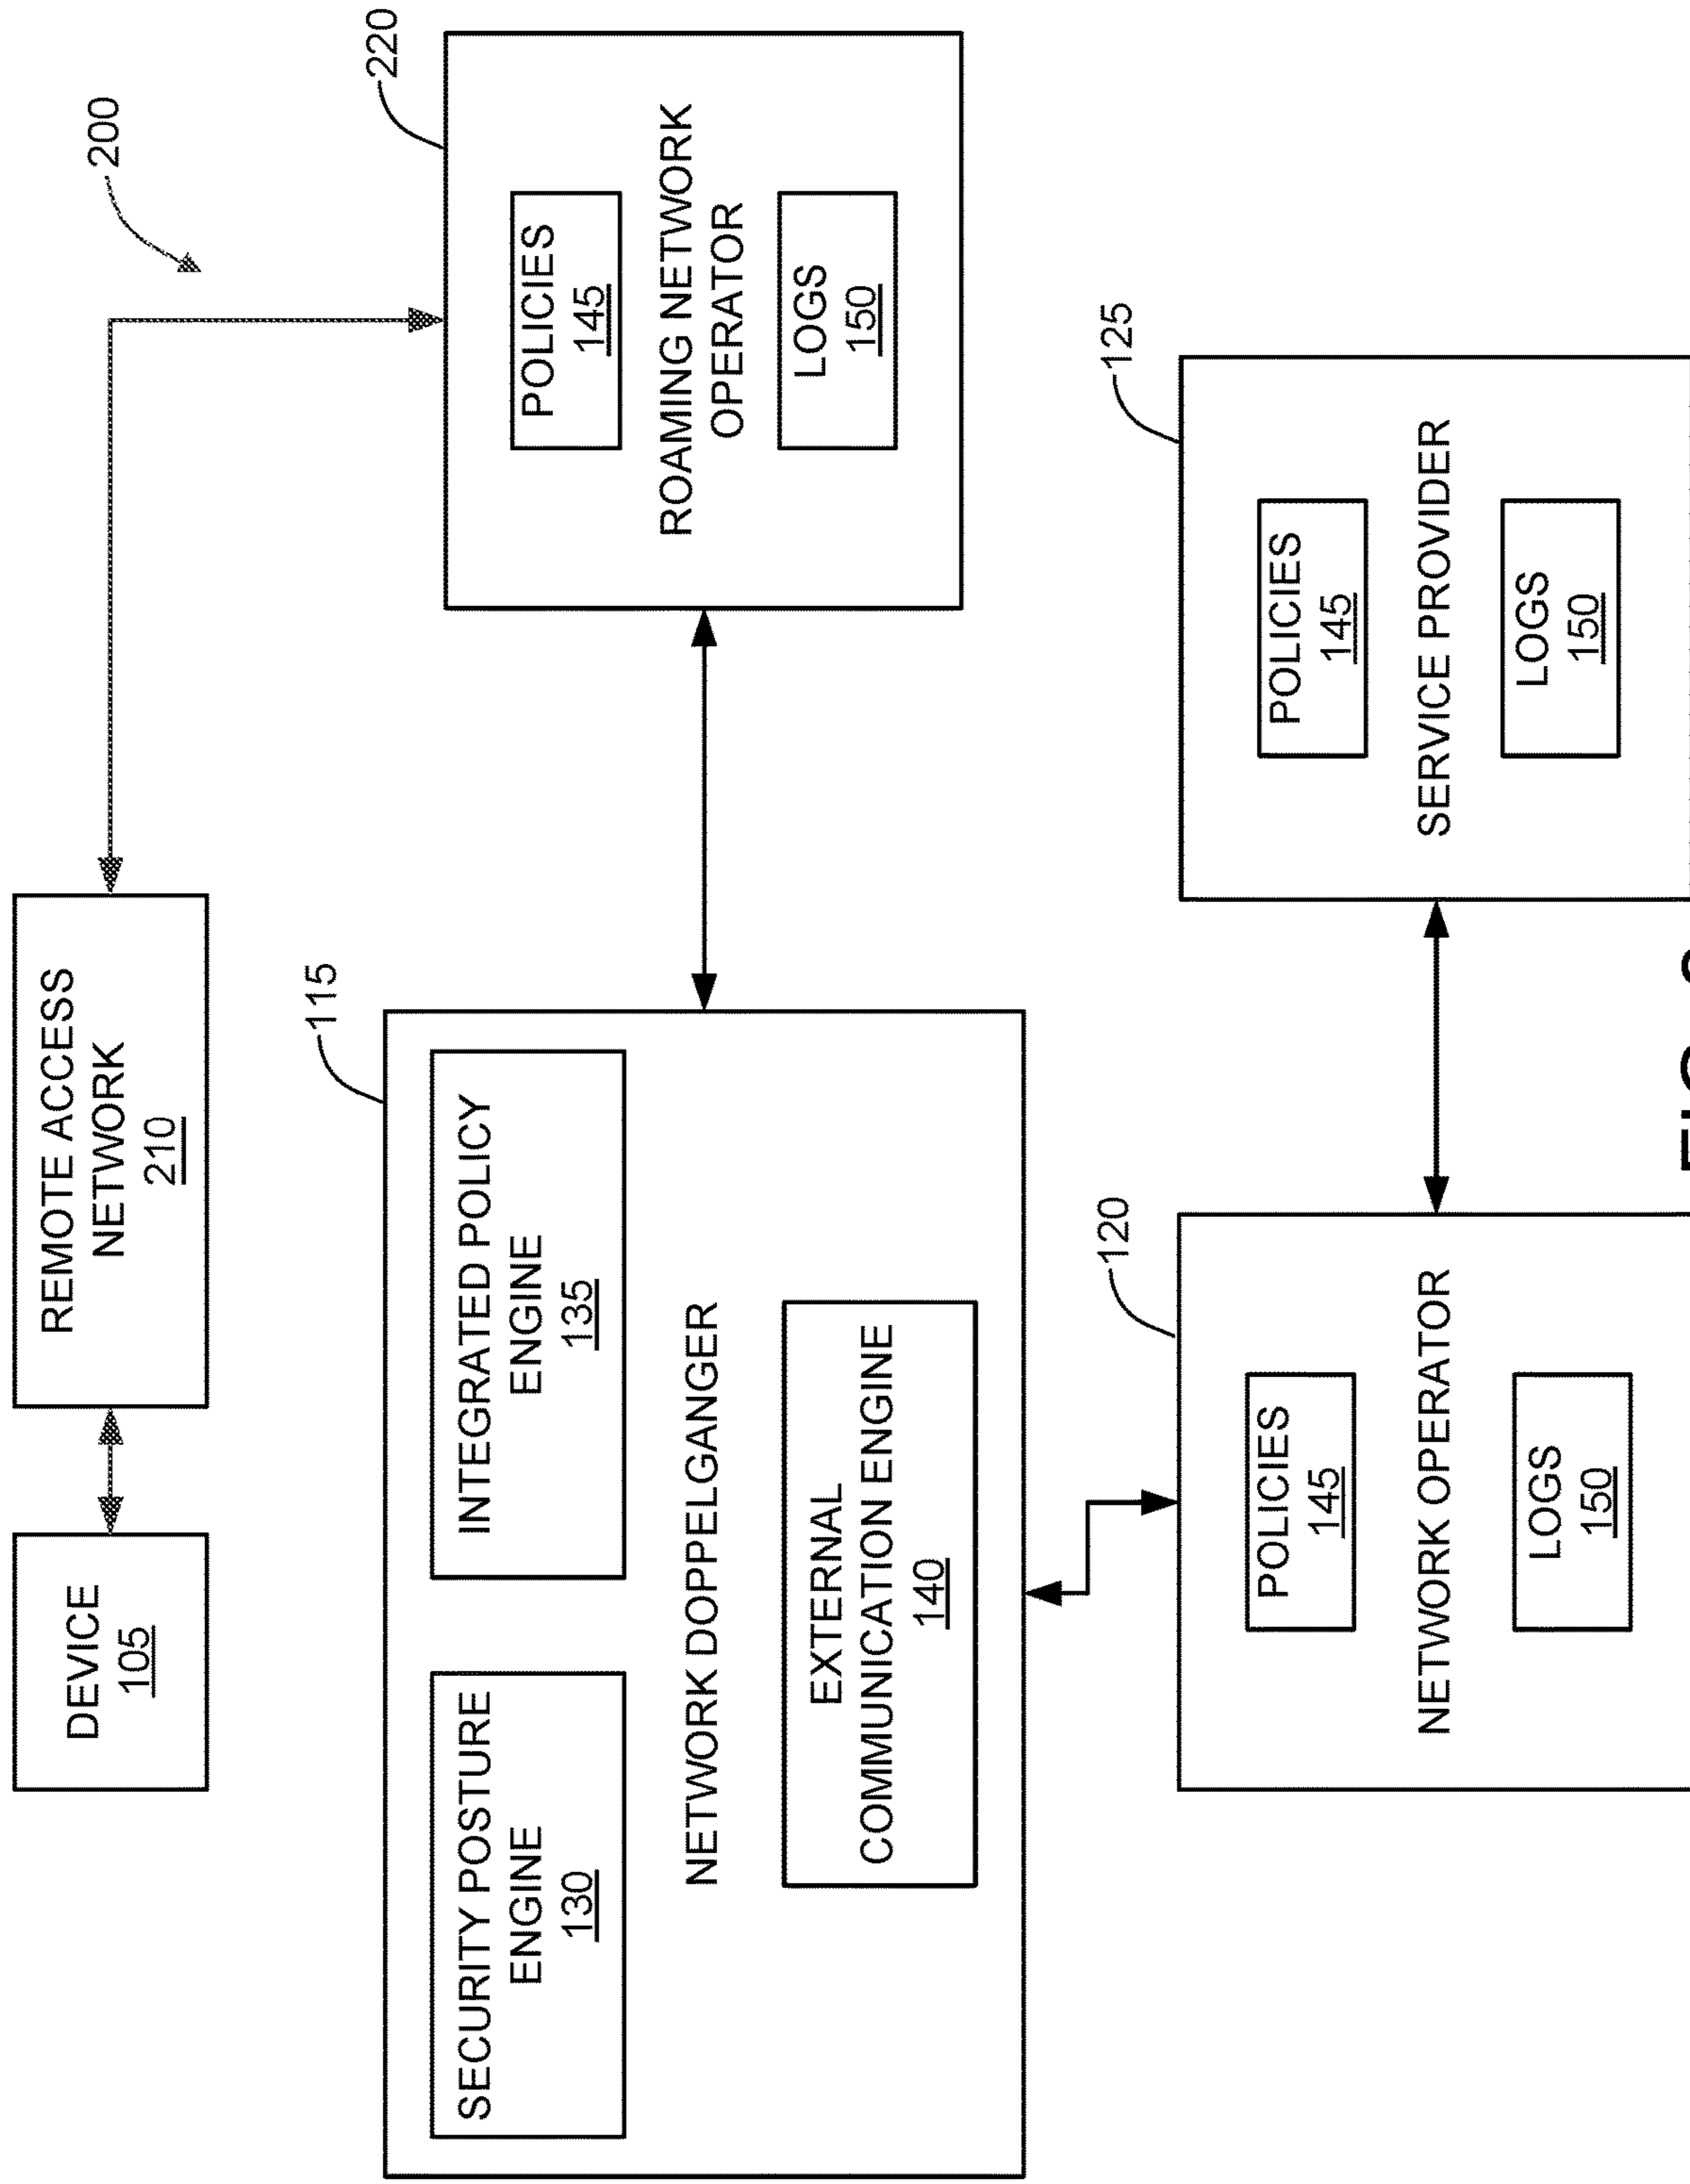 200
DEVICE
105
REMOTE ACCESS
NETWORK
210
115
SECURITY POSTURE
ENGINE
130
INTEGRATED POLICY
ENGINE
135
NETWORK DOPPELGANGER
EXTERNAL
COMMUNICATION ENGINE
140
220
POLICIES
145
ROAMING NETWORK
OPERATOR
LOGS
150
120
POLICIES
145
NETWORK OPERATOR
LOGS
150
125
POLICIES
145
SERVICE PROVIDER
LOGS
150